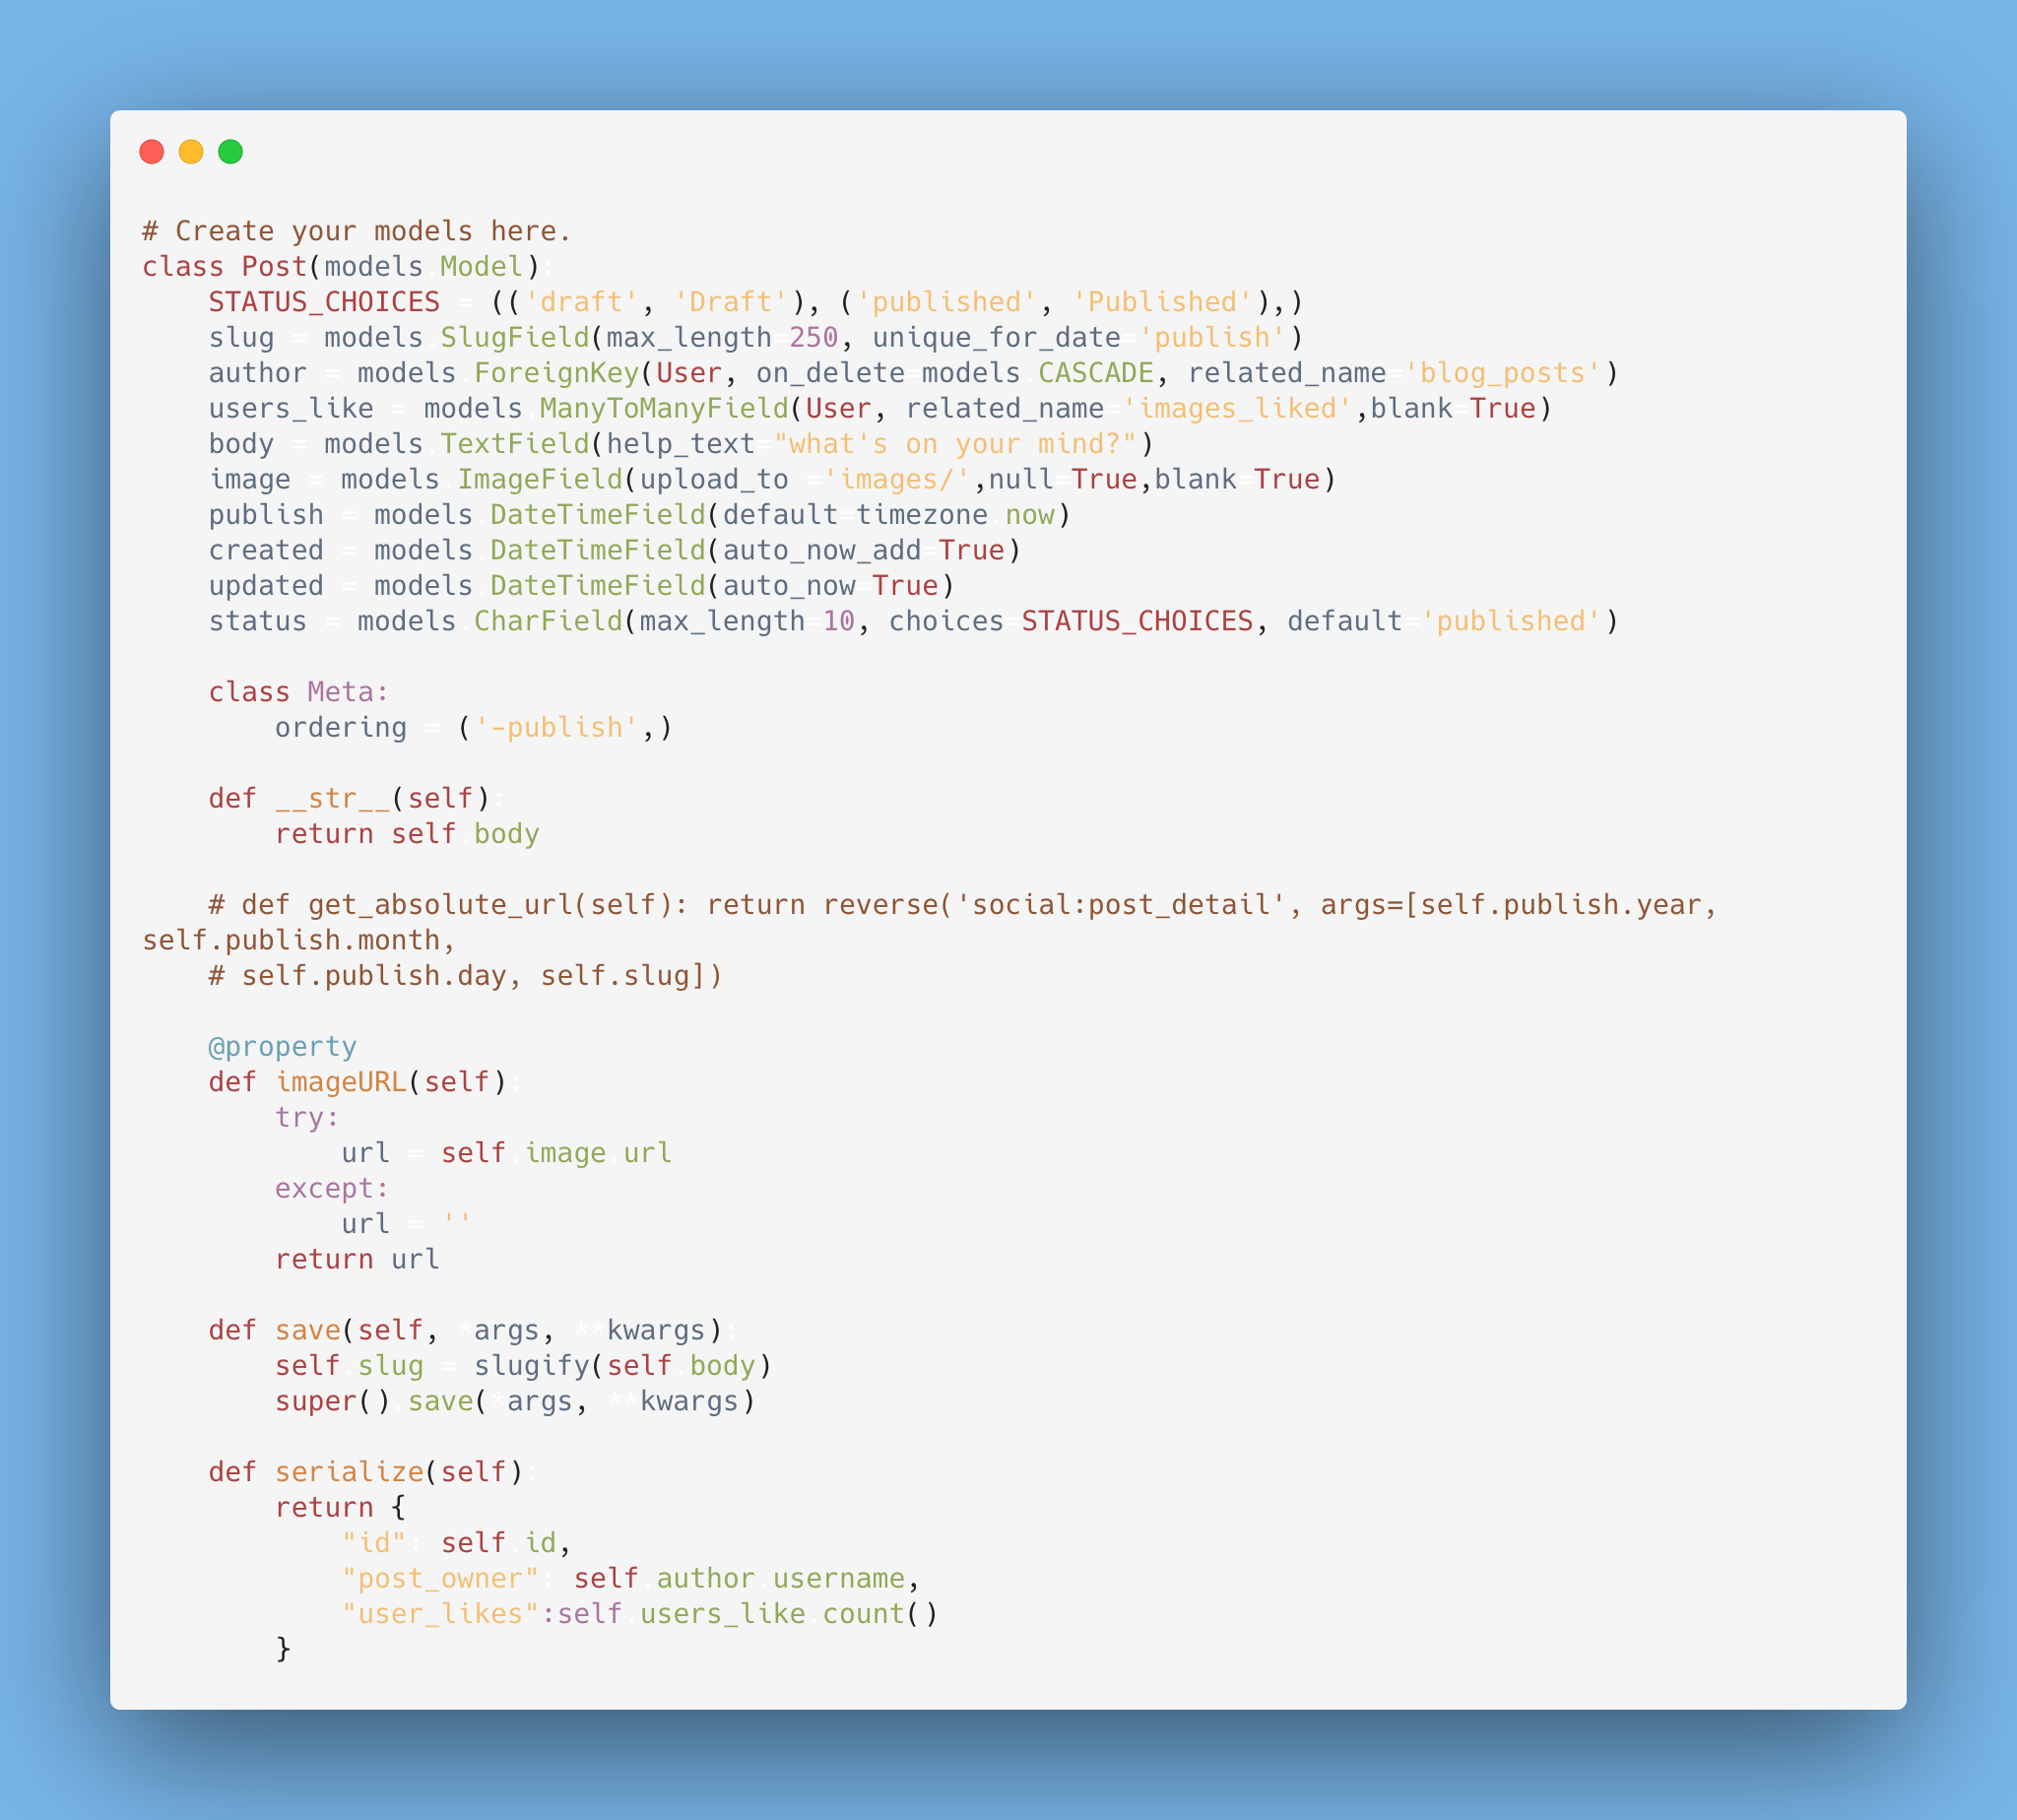 # Create your models here.
class Post(models.Model):
    STATUS_CHOICES = (('draft', 'Draft'), ('published', 'Published'),)
    slug = models.SlugField(max_length=250, unique_for_date='publish')
    author = models.ForeignKey(User, on_delete=models.CASCADE, related_name='blog_posts')
    users_like = models.ManyToManyField(User, related_name='images_liked',blank=True)
    body = models.TextField(help_text="what's on your mind?")
    image = models.ImageField(upload_to ='images/',null=True,blank=True)
    publish = models.DateTimeField(default=timezone.now)
    created = models.DateTimeField(auto_now_add=True)
    updated = models.DateTimeField(auto_now=True)
    status = models.CharField(max_length=10, choices=STATUS_CHOICES, default='published')

    class Meta:
        ordering = ('-publish',)

    def __str__(self):
        return self.body

    # def get_absolute_url(self): return reverse('social:post_detail', args=[self.publish.year,
self.publish.month,
    # self.publish.day, self.slug])

    @property
    def imageURL(self):
        try:
            url = self.image.url
        except:
            url = ''
        return url

    def save(self, *args, **kwargs):
        self.slug = slugify(self.body)
        super().save(*args, **kwargs)

    def serialize(self):
        return {
            "id": self.id,
            "post_owner": self.author.username,
            "user_likes":self.users_like.count()
        }